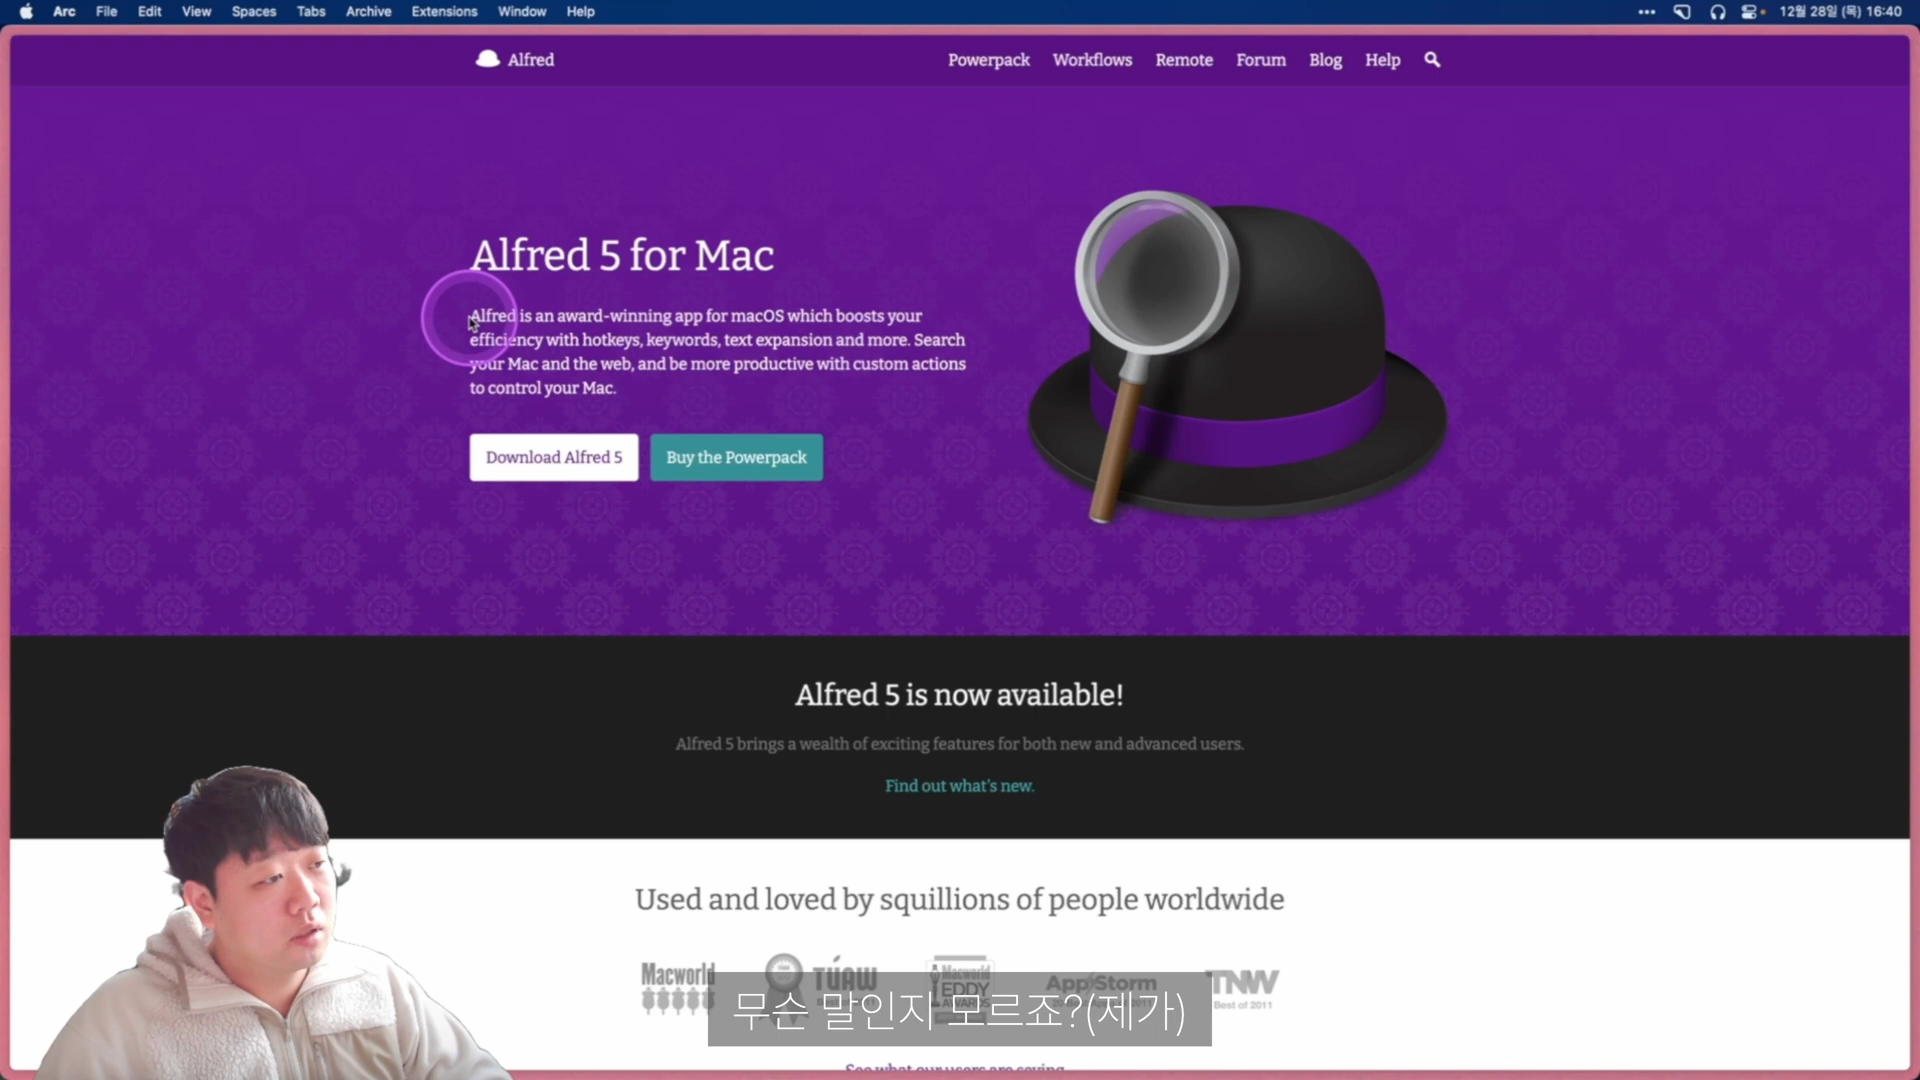 Arc File Edit View Spaces Tabs Archive Extensions Window Help
12월 28일 (목) 16:40
Alfred
Powerpack Workflows Remote Forum Blog Help
Alfred 5 for Mac
Alfred is an award-winning app for macOS which boosts your
efficiency with hotkeys, keywords, text expansion and more. Search
your Mac and the web, and be more productive with custom actions
to control your Mac.
Download Alfred 5
Buy the Powerpack
Alfred 5 is now available!
Alfred 5 brings a wealth of exciting features for both new and advanced users.
Find out what's new.
Used and loved by squillions of people worldwide
Macworld
TUAW
Macworld
EDDY
AWARDS
AppStorm
TNW
Best of 2011
무슨 말인지 모르죠?(제가)
See what our users are saying